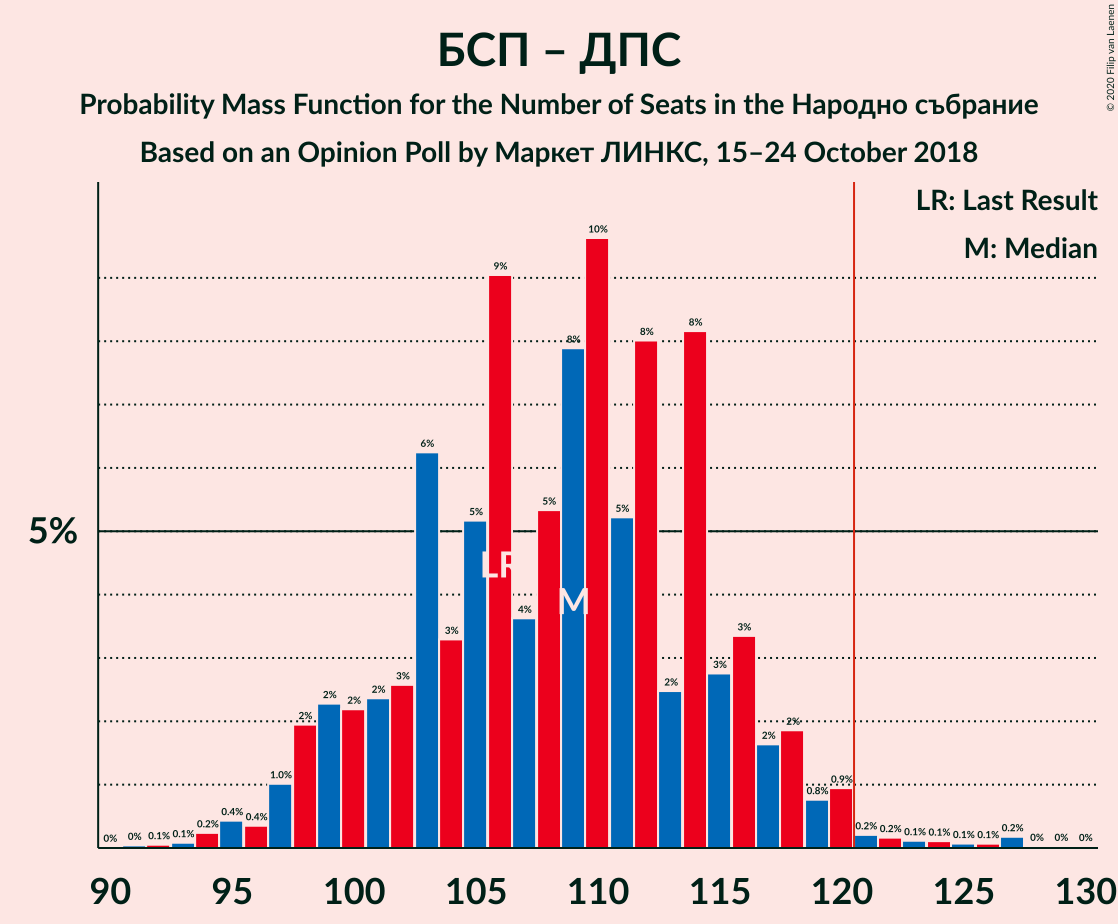 БСП – ДПС
Probability Mass Function for the Number of Seats in the Народно събрание
Based on an Opinion Poll by Маркет ЛИНКС, 15–24 October 2018
© 2020 Filip van Laenen
LR: Last Result
M: Median
5%
0% 0% 0.1% 0.1% 0.2% 0.4% 0.4% 1.0% 2% 2% 2% 2% 3% 6% 3% 5% 9% 4% 5% 8% 10% 5% 8% 2% 8% 3% 3% 2% 2% 0.8% 0.9% 0.2% 0.2% 0.1% 0.1% 0.1% 0.1% 0.2% 0% 0% 0%
LR
M
90 95 100 105 110 115 120 125 130